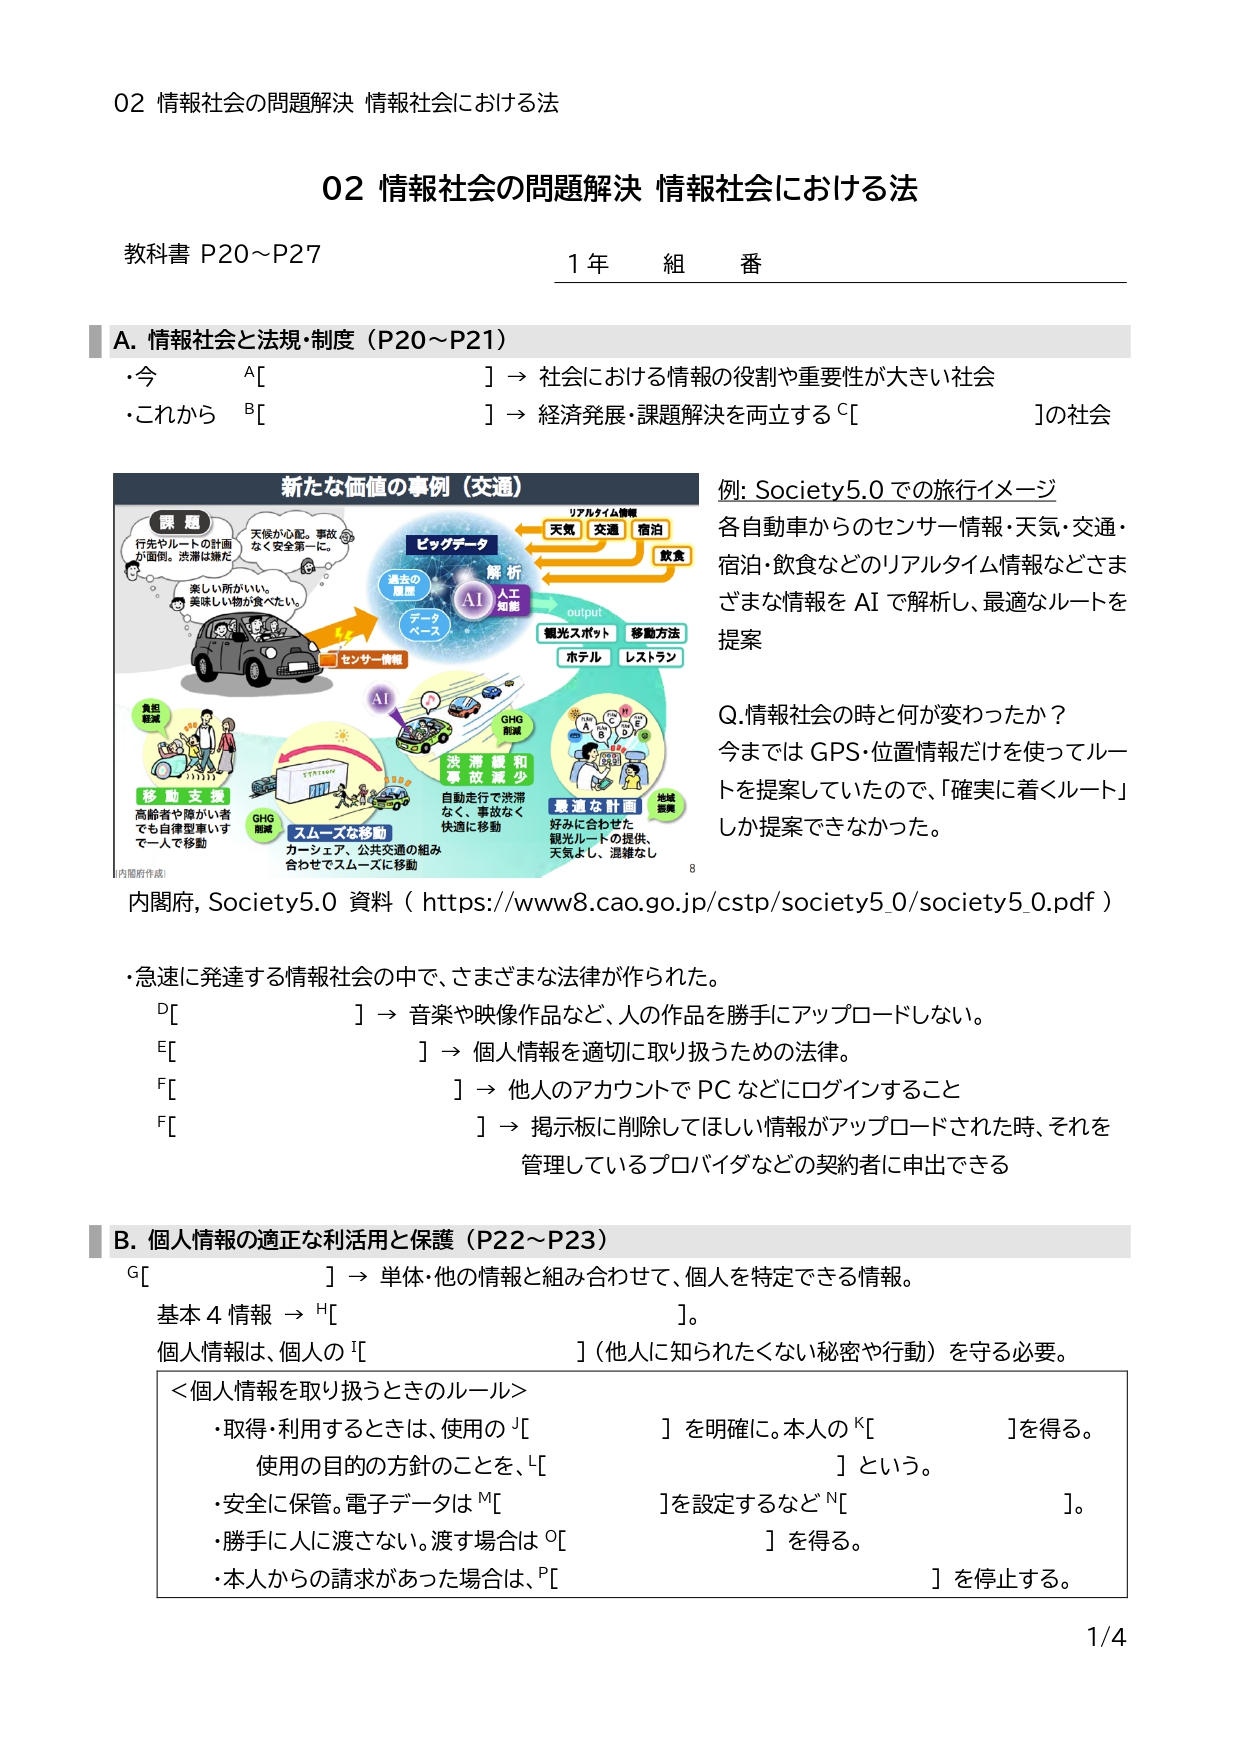 02 情報社会の問題解決 情報社会における法
02 情報社会の問題解決 情報社会における法
教科書 P20～P27
1年 組 番
A. 情報社会と法規・制度（P20～P21）
・今 A[ ] → 社会における情報の役割や重要性が大きい社会
・これから B[ ] → 経済発展・課題解決を両立する C[ ]の社会
新たな価値の事例（交通）
課題
行先やルートの計画
が面倒。渋滞は嫌だ
天候が心配。事故
なく安全第一に。
楽しい所がいい。
美味しい物が食べたい。
センサー情報
ビッグデータ
過去の
履歴
データ
ベース
解析
AI
人工
知能
リアルタイム情報
天気
交通
宿泊
飲食
output
観光スポット
移動方法
ホテル
レストラン
負担
軽減
移動支援
高齢者や障がい者
でも自律型車いす
で一人で移動
STATION
GHG
削減
スムーズな移動
カーシェア、公共交通の組み
合わせでスムーズに移動
AI
GHG
削減
渋滞緩和
事故減少
自動走行で渋滞
なく、事故なく
快適に移動
最適な計画
好みに合わせた
観光ルートの提供、
天気よし、混雑なし
地域
振興
8
内閣府作成
例: Society5.0 での旅行イメージ
各自動車からのセンサー情報・天気・交通・
宿泊・飲食などのリアルタイム情報などさま
ざまな情報を AI で解析し、最適なルートを
提案
Q.情報社会の時と何が変わったか？
今までは GPS・位置情報だけを使ってルー
トを提案していたので、「確実に着くルート」
しか提案できなかった。
内閣府, Society5.0 資料（ https://www8.cao.go.jp/cstp/society5_0/society5_0.pdf ）
・急速に発達する情報社会の中で、さまざまな法律が作られた。
D[ ] → 音楽や映像作品など、人の作品を勝手にアップロードしない。
E[ ] → 個人情報を適切に取り扱うための法律。
F[ ] → 他人のアカウントで PC などにログインすること
F[ ] → 掲示板に削除してほしい情報がアップロードされた時、それを
管理しているプロバイダなどの契約者に申出できる
B. 個人情報の適正な利活用と保護（P22～P23）
G[ ] → 単体・他の情報と組み合わせて、個人を特定できる情報。
基本 4 情報 → H[ ]。
個人情報は、個人の I[ ]（他人に知られたくない秘密や行動）を守る必要。
＜個人情報を取り扱うときのルール＞
・取得・利用するときは、使用の J[ ] を明確に。本人の K[ ]を得る。
使用の目的の方針のことを、L[ ] という。
・安全に保管。電子データは M[ ]を設定するなど N[ ]。
・勝手に人に渡さない。渡す場合は O[ ] を得る。
・本人からの請求があった場合は、P[ ] を停止する。
1/4